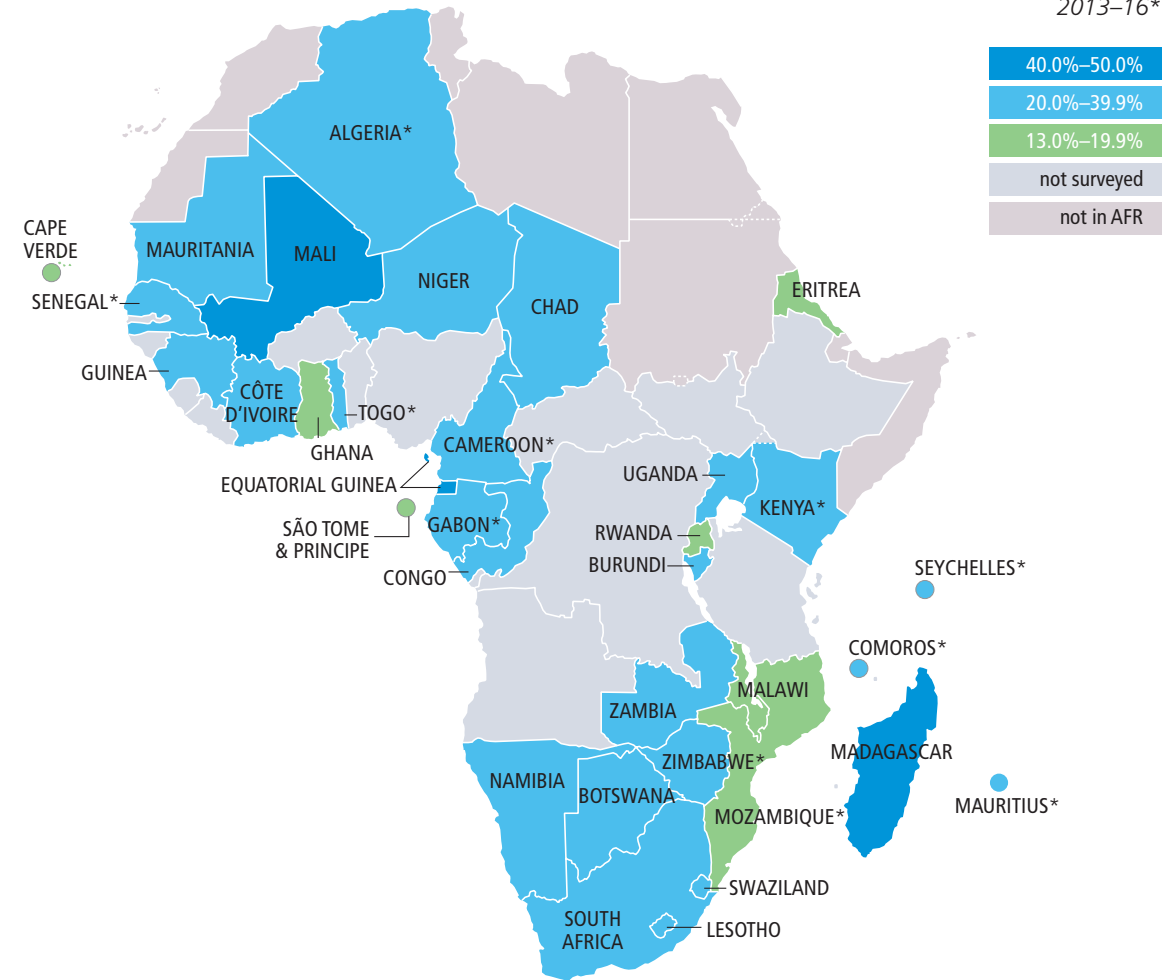 2013–16*
40.0%–50.0%
20.0%–39.9%
13.0%–19.9%
not surveyed
not in AFR
ALGERIA*
CAPE
VERDE
MAURITANIA
MALI
NIGER
CHAD
ERITREA
SENEGAL*
GUINEA
CÔTE
D'IVOIRE
TOGO*
GHANA
CAMEROON*
EQUATORIAL GUINEA
UGANDA
KENYA*
SÃO TOME
& PRINCIPE
GABON*
RWANDA
BURUNDI
CONGO
SEYCHELLES*
COMOROS*
MALAWI
ZAMBIA
MADAGASCAR
ZIMBABWE*
NAMIBIA
BOTSWANA
MAURITIUS*
MOZAMBIQUE*
SWAZILAND
SOUTH
AFRICA
LESOTHO